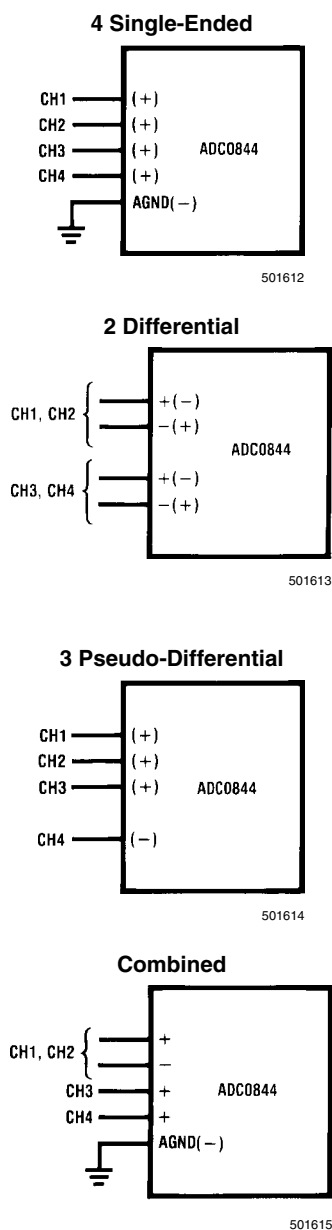 4 Single-Ended
CH1 (+)
CH2 (+)
CH3 (+)
CH4 (+)
AGND(−)
ADC0844
501612
2 Differential
CH1, CH2
+(−)
−(+)
CH3, CH4
+(−)
−(+)
ADC0844
501613
3 Pseudo-Differential
CH1 (+)
CH2 (+)
CH3 (+)
CH4 (−)
ADC0844
501614
Combined
CH1, CH2
+
−
CH3 +
CH4 +
AGND(−)
ADC0844
501615